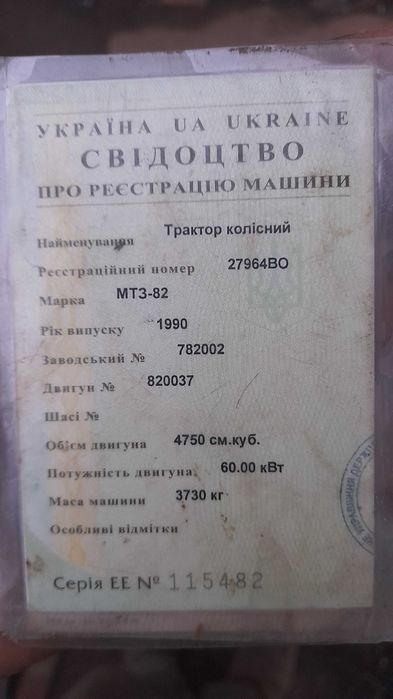 УКРАЇНА UA UKRAINE
СВІДОЦТВО
ПРО РЕЄСТРАЦІЮ МАШИНИ
Найменування Трактор колісний
Реєстраційний номер 27964ВО
Марка МТЗ-82
Рік випуску 1990
Заводський № 782002
Двигун № 820037
Шасі №
Об'єм двигуна 4750 см.куб.
Потужність двигуна 60.00 кВт
Маса машини 3730 кг
Особливі відмітки
Серія ЕЕ № 115482